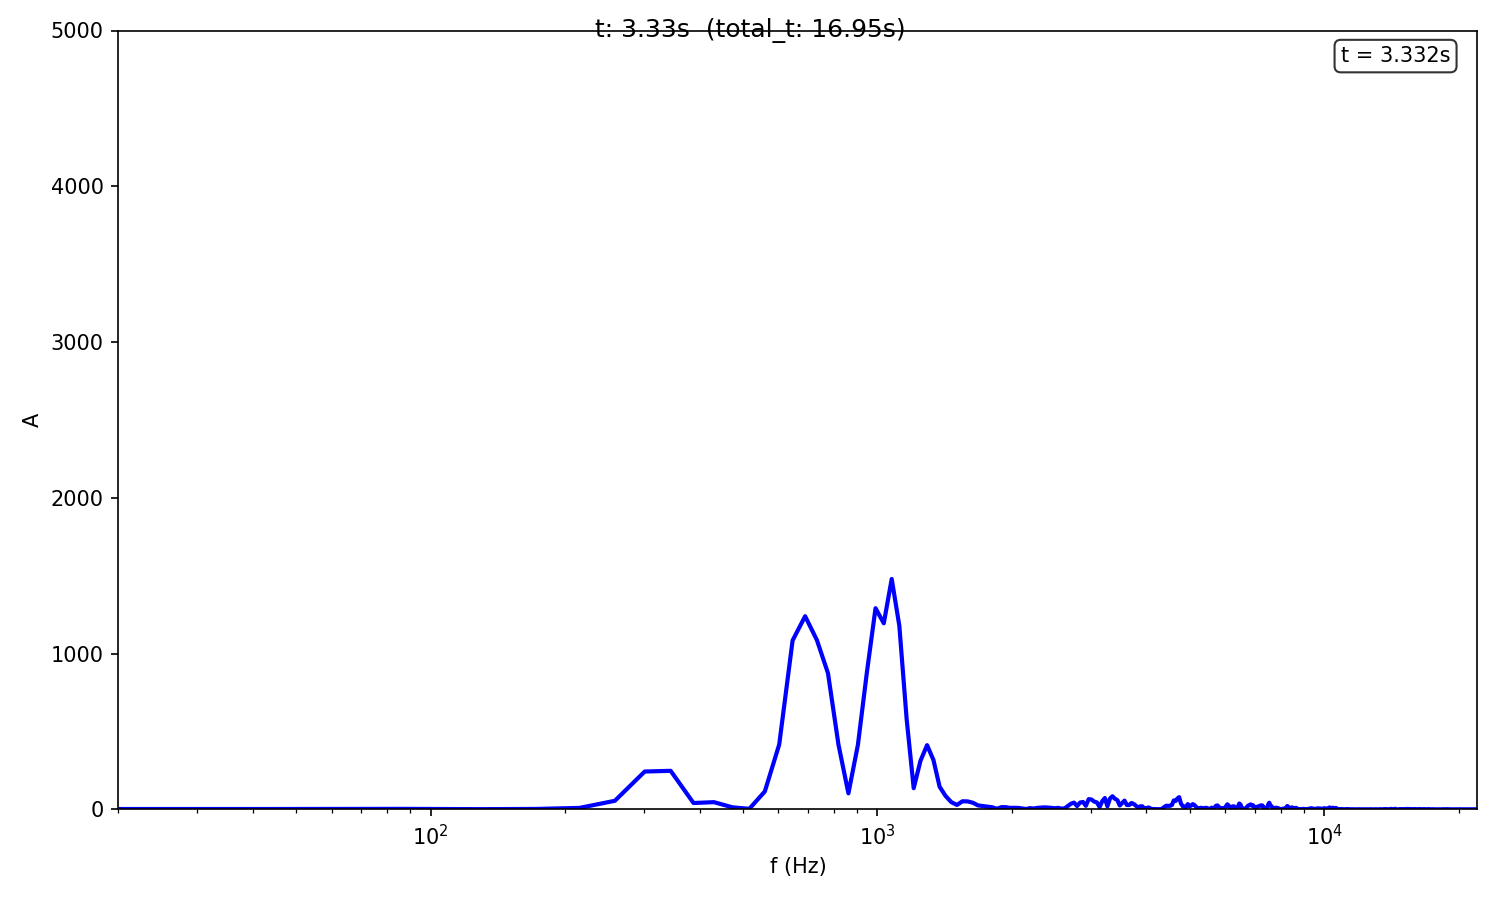 t: 3.33s  (total_t: 16.95s)
t = 3.332s
5000
4000
3000
2000
1000
0
A
10²
10³
10⁴
f (Hz)